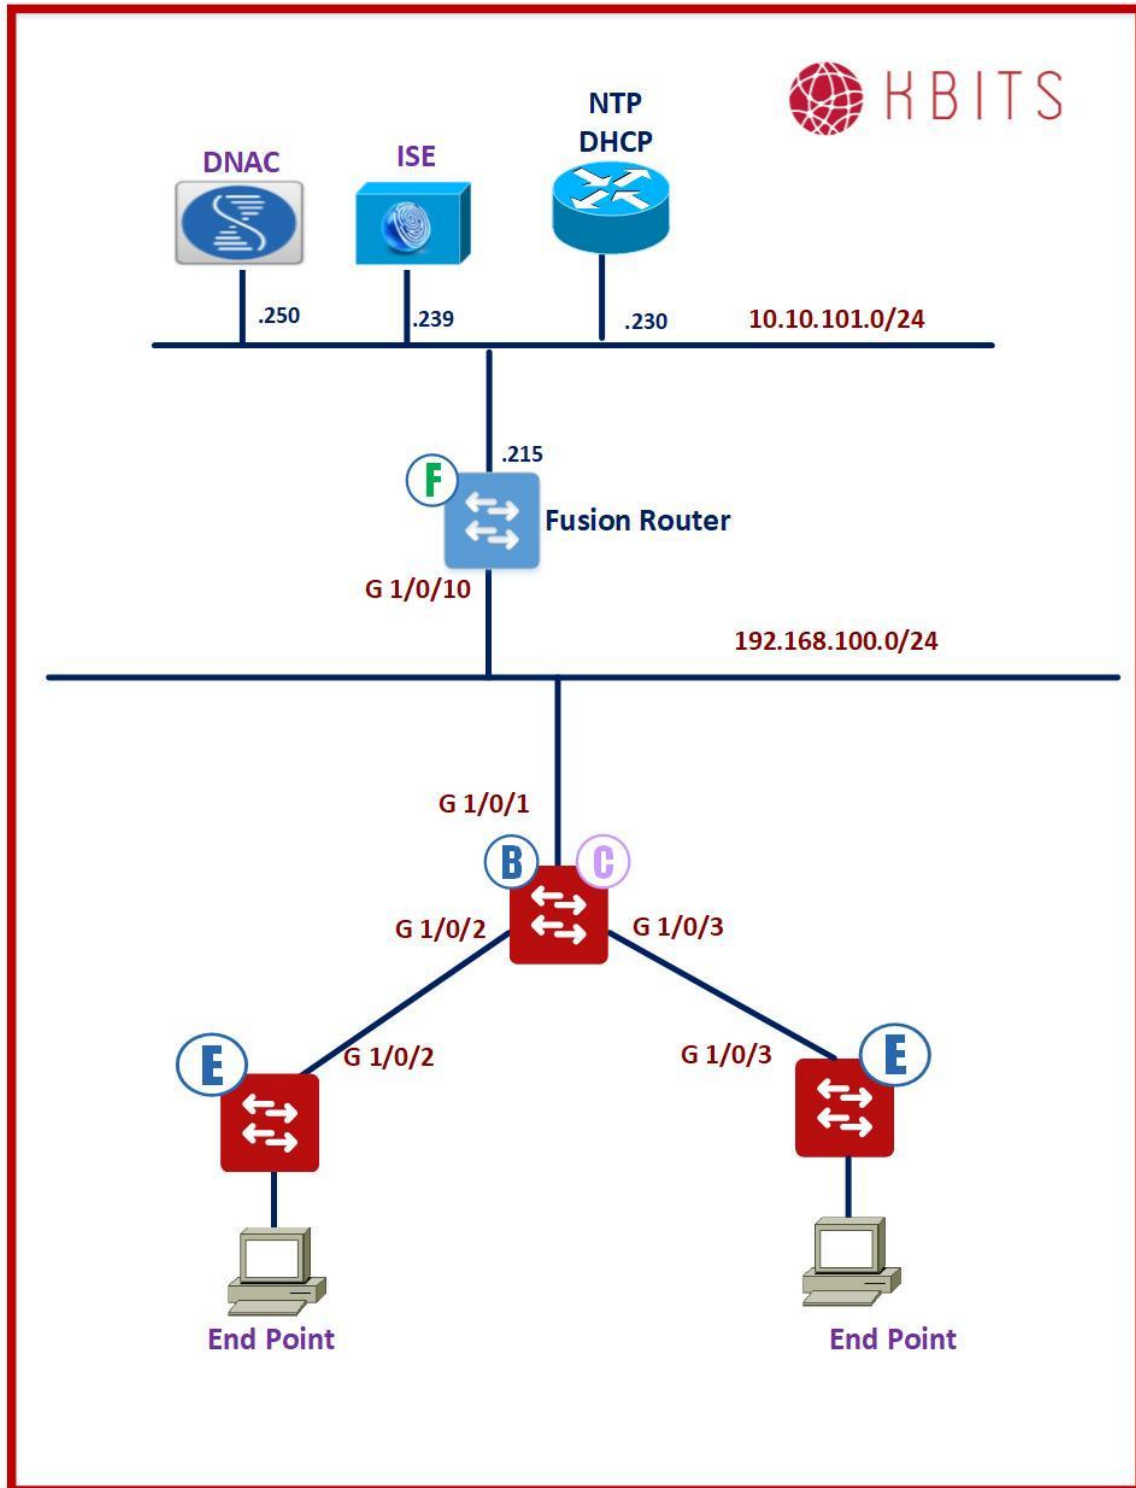 KBITS
NTP
DHCP
DNAC
ISE
.250
.239
.230
10.10.101.0/24
.215
F
Fusion Router
G 1/0/10
192.168.100.0/24
G 1/0/1
B
C
G 1/0/2
G 1/0/3
E
G 1/0/2
G 1/0/3
E
End Point
End Point